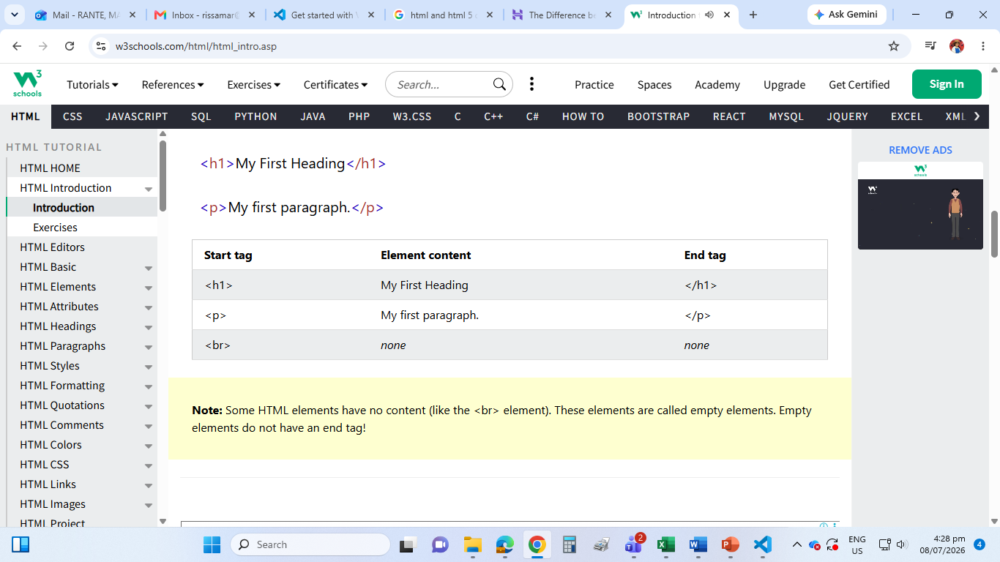 Mail - RANTE, MA
Inbox - rissamar@
Get started with V
html and html 5 d
The Difference be
Introduction t
Ask Gemini
w3schools.com/html/html_intro.asp
3
schools
Tutorials
References
Exercises
Certificates
Search...
Practice
Spaces
Academy
Upgrade
Get Certified
Sign In
HTML CSS JAVASCRIPT SQL PYTHON JAVA PHP W3.CSS C C++ C# HOW TO BOOTSTRAP REACT MYSQL JQUERY EXCEL XML
HTML TUTORIAL
HTML HOME
HTML Introduction
Introduction
Exercises
HTML Editors
HTML Basic
HTML Elements
HTML Attributes
HTML Headings
HTML Paragraphs
HTML Styles
HTML Formatting
HTML Quotations
HTML Comments
HTML Colors
HTML CSS
HTML Links
HTML Images
HTML Project
<h1>My First Heading</h1>
<p>My first paragraph.</p>
Start tag Element content End tag
<h1> My First Heading </h1>
<p> My first paragraph. </p>
<br> none none
Note: Some HTML elements have no content (like the <br> element). These elements are called empty elements. Empty
elements do not have an end tag!
REMOVE ADS
Search
2
ENG
US
4:28 pm
08/07/2026
4